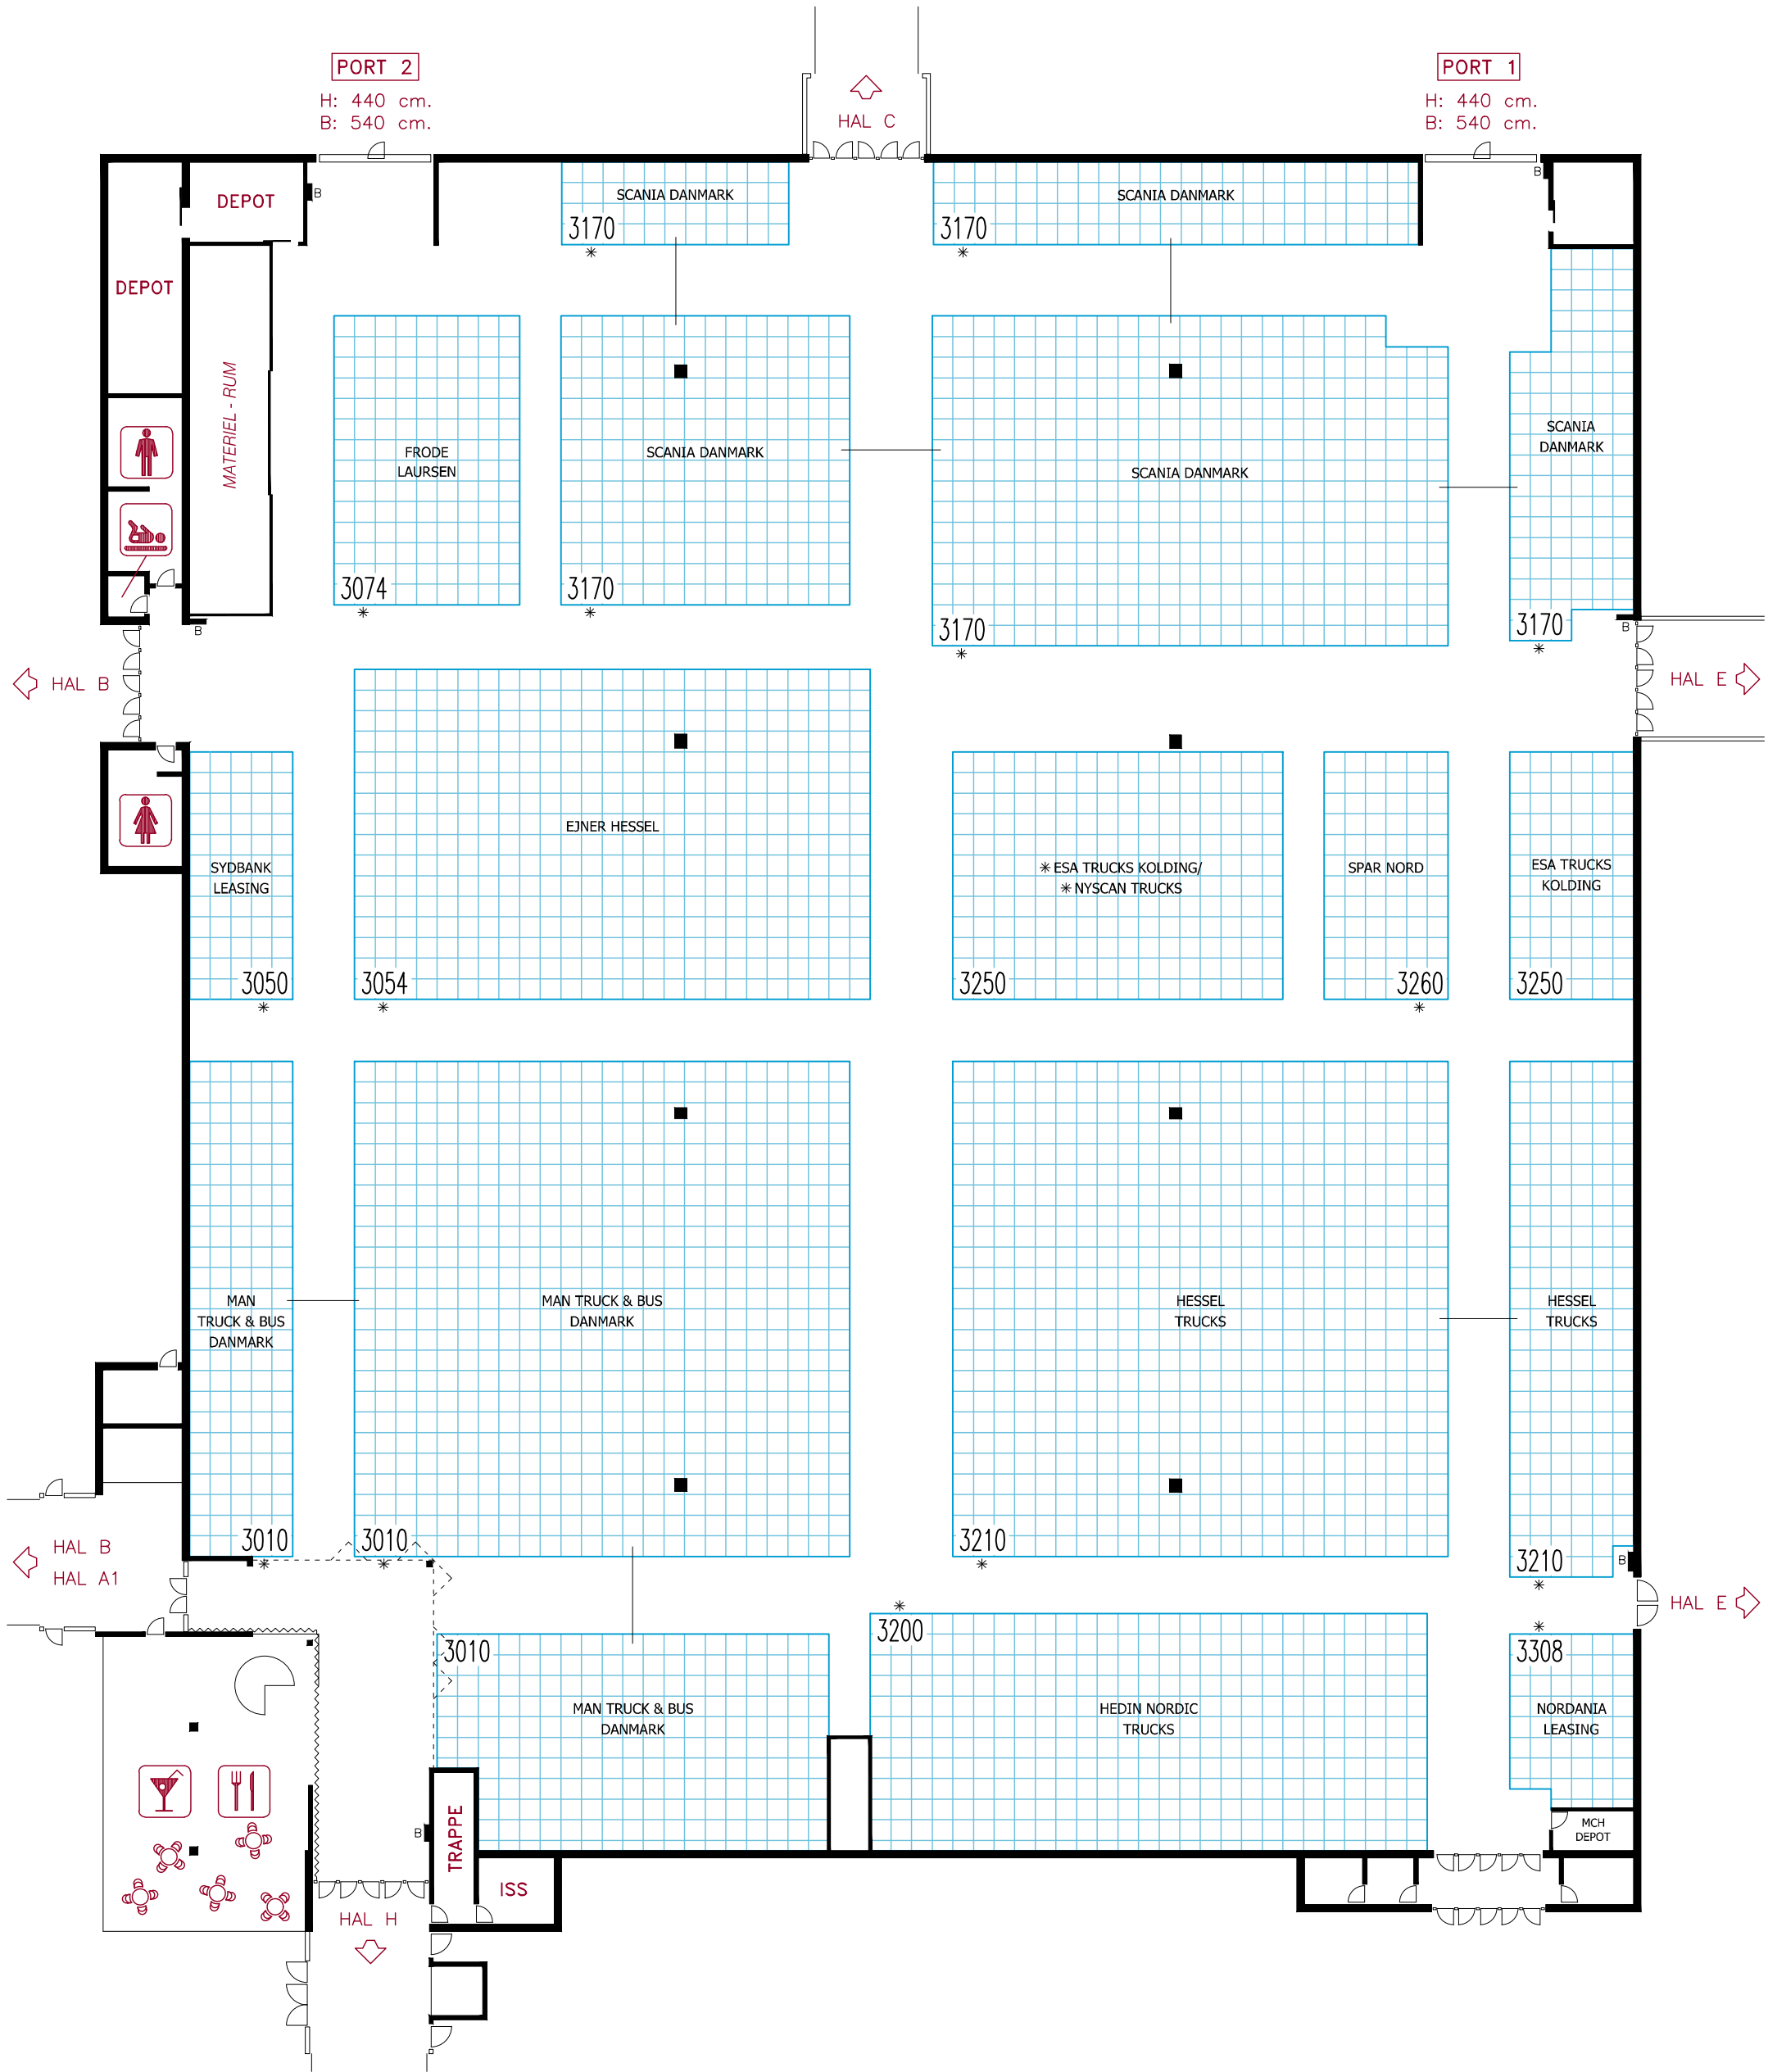 PORT 2
H: 440 cm.
B: 540 cm.
HAL C
PORT 1
H: 440 cm.
B: 540 cm.
DEPOT
B
SCANIA DANMARK
3170
*
SCANIA DANMARK
3170
*
B
DEPOT
MATERIEL - RUM
FRODE
LAURSEN
3074
*
SCANIA DANMARK
3170
*
SCANIA DANMARK
3170
*
SCANIA
DANMARK
3170
*
B
B
HAL B
HAL E
SYDBANK
LEASING
3050
*
EJNER HESSEL
3054
*
* ESA TRUCKS KOLDING/
* NYSCAN TRUCKS
3250
SPAR NORD
3260
*
ESA TRUCKS
KOLDING
3250
MAN
TRUCK & BUS
DANMARK
3010
*
MAN TRUCK & BUS
DANMARK
3010
*
HESSEL
TRUCKS
3210
*
HESSEL
TRUCKS
3210
*
B
HAL B
HAL A1
HAL E
3010
MAN TRUCK & BUS
DANMARK
*
3200
HEDIN NORDIC
TRUCKS
*
3308
NORDANIA
LEASING
MCH
DEPOT
B
TRAPPE
ISS
HAL H